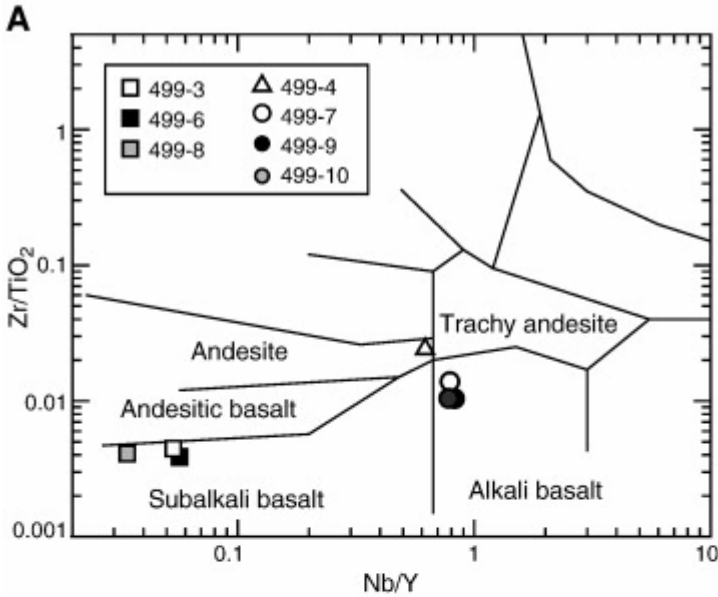 A
499-3
499-4
499-6
499-7
499-8
499-9
499-10
1
0.1
0.01
0.001
Zr/TiO₂
Trachy andesite
Andesite
Andesitic basalt
Subalkali basalt
Alkali basalt
0.1
1
10
Nb/Y